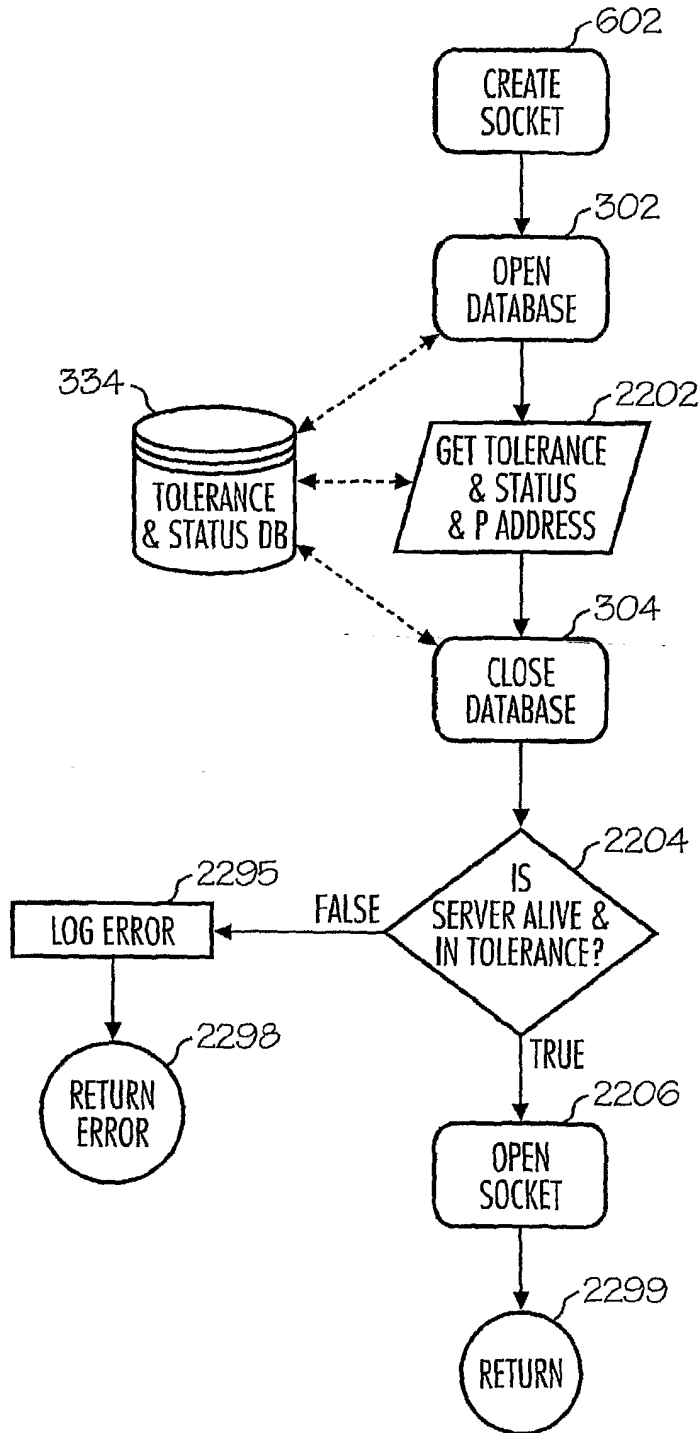 602
CREATE
SOCKET
302
OPEN
DATABASE
334
TOLERANCE
& STATUS DB
2202
GET TOLERANCE
& STATUS
& P ADDRESS
304
CLOSE
DATABASE
2204
IS
SERVER ALIVE &
IN TOLERANCE?
FALSE
2295
LOG ERROR
2298
RETURN
ERROR
TRUE
2206
OPEN
SOCKET
2299
RETURN